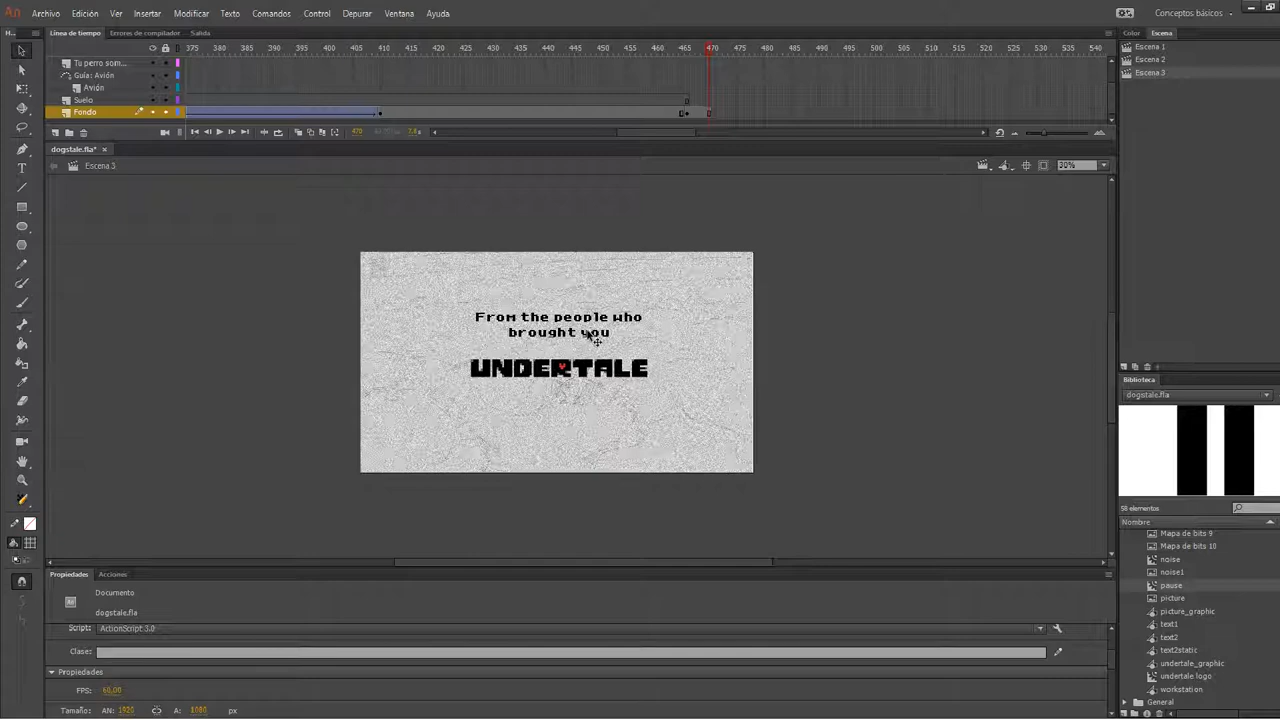 An Archivo Edición Ver Insertar Modificar Texto Comandos Control Depurar Ventana Ayuda Conceptos básicos
H... Línea de tiempo Errores de compilador Salida Color Escena
375 385 390 395 400 405 410 415 420 425 430 435 440 445 450 455 460 465 470 475 480 485 490 495 500 505 510 515 520 525 530 535 540
Escena 1
Escena 2
Escena 3
Tu perro som...
Guía: Avión
Avión
Suelo
Fondo
470
dogstale.fla* ×
Escena 3 30%
From the people who
brought you
UNDERTALE
Biblioteca
dogstale.fla
58 elementos
Nombre
Mapa de bits 9
Mapa de bits 10
noise
noise1
pause
picture
picture_graphic
text1
text2
text2static
undertale_graphic
undertale logo
workstation
General
Propiedades Acciones
Documento
dogstale.fla
Script: ActionScript 3.0
Clase:
Propiedades
FPS: 60,00
Tamaño: AN: 1920 A: 1080 px